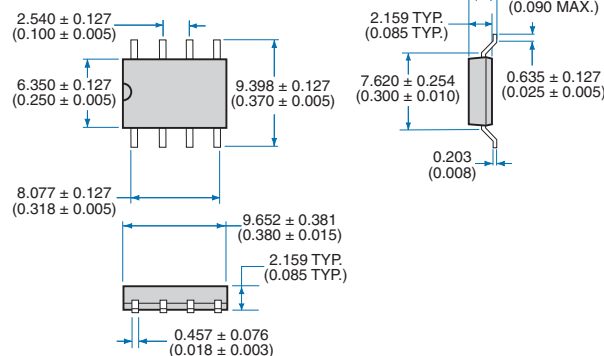 2.540 ± 0.127
(0.100 ± 0.005)
6.350 ± 0.127
(0.250 ± 0.005)
9.398 ± 0.127
(0.370 ± 0.005)
8.077 ± 0.127
(0.318 ± 0.005)
9.652 ± 0.381
(0.380 ± 0.015)
2.159 TYP.
(0.085 TYP.)
0.457 ± 0.076
(0.018 ± 0.003)
2.159 TYP.
(0.085 TYP.)
(0.090 MAX.)
7.620 ± 0.254
(0.300 ± 0.010)
0.635 ± 0.127
(0.025 ± 0.005)
0.203
(0.008)